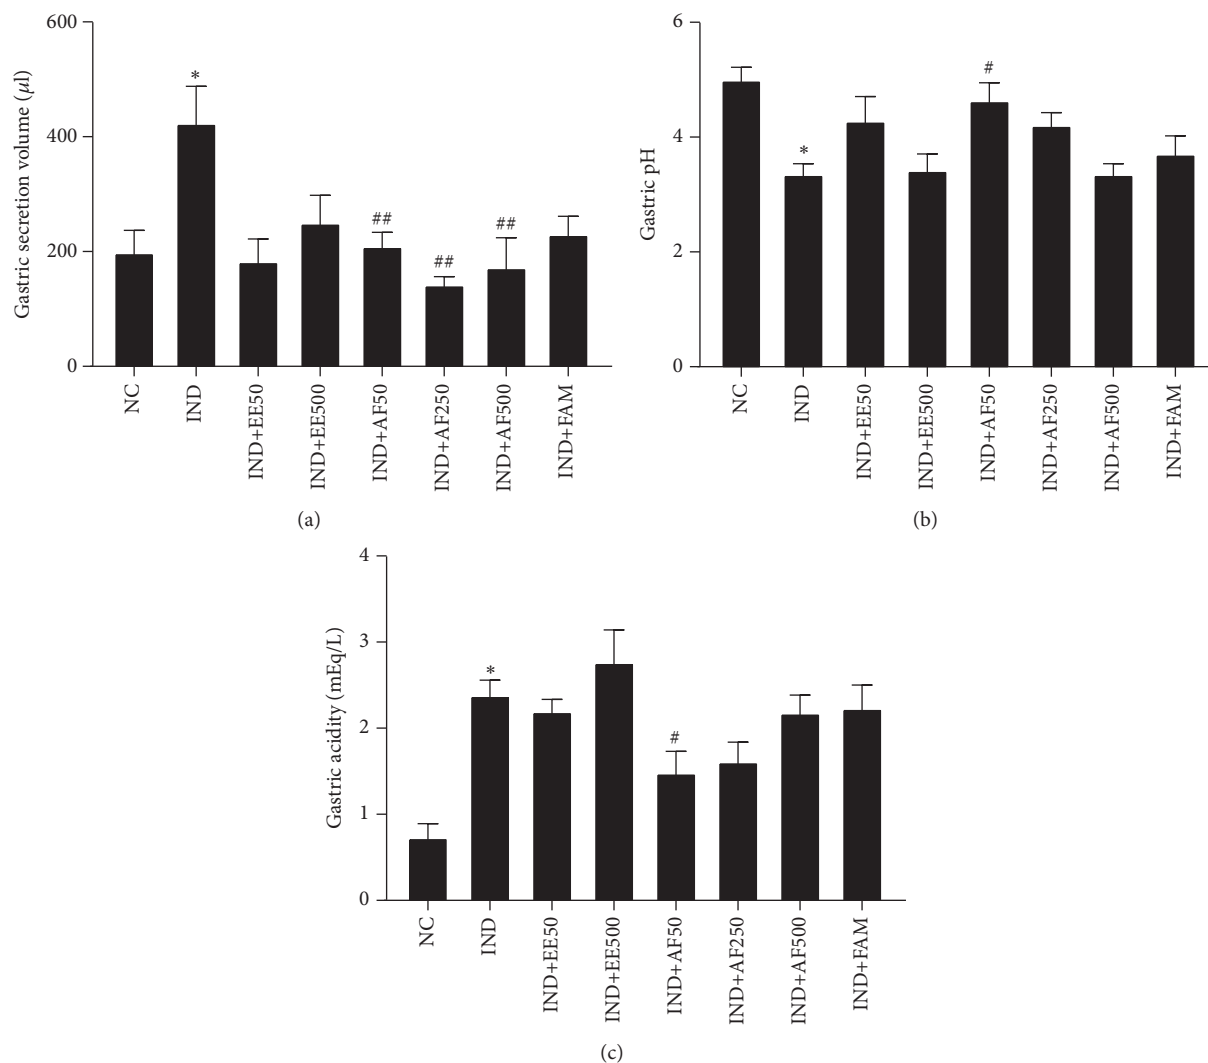 600
400
200
0
Gastric secretion volume (μl)
*
##
##
##
NC
IND
IND+EE50
IND+EE500
IND+AF50
IND+AF250
IND+AF500
IND+FAM
(a)
6
4
2
0
Gastric pH
*
#
NC
IND
IND+EE50
IND+EE500
IND+AF50
IND+AF250
IND+AF500
IND+FAM
(b)
4
3
2
1
0
Gastric acidity (mEq/L)
*
#
NC
IND
IND+EE50
IND+EE500
IND+AF50
IND+AF250
IND+AF500
IND+FAM
(c)